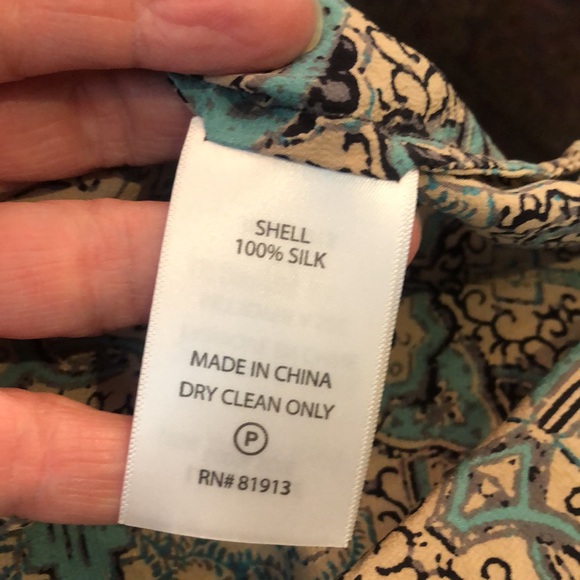 SHELL
100% SILK
MADE IN CHINA
DRY CLEAN ONLY
P
RN# 81913